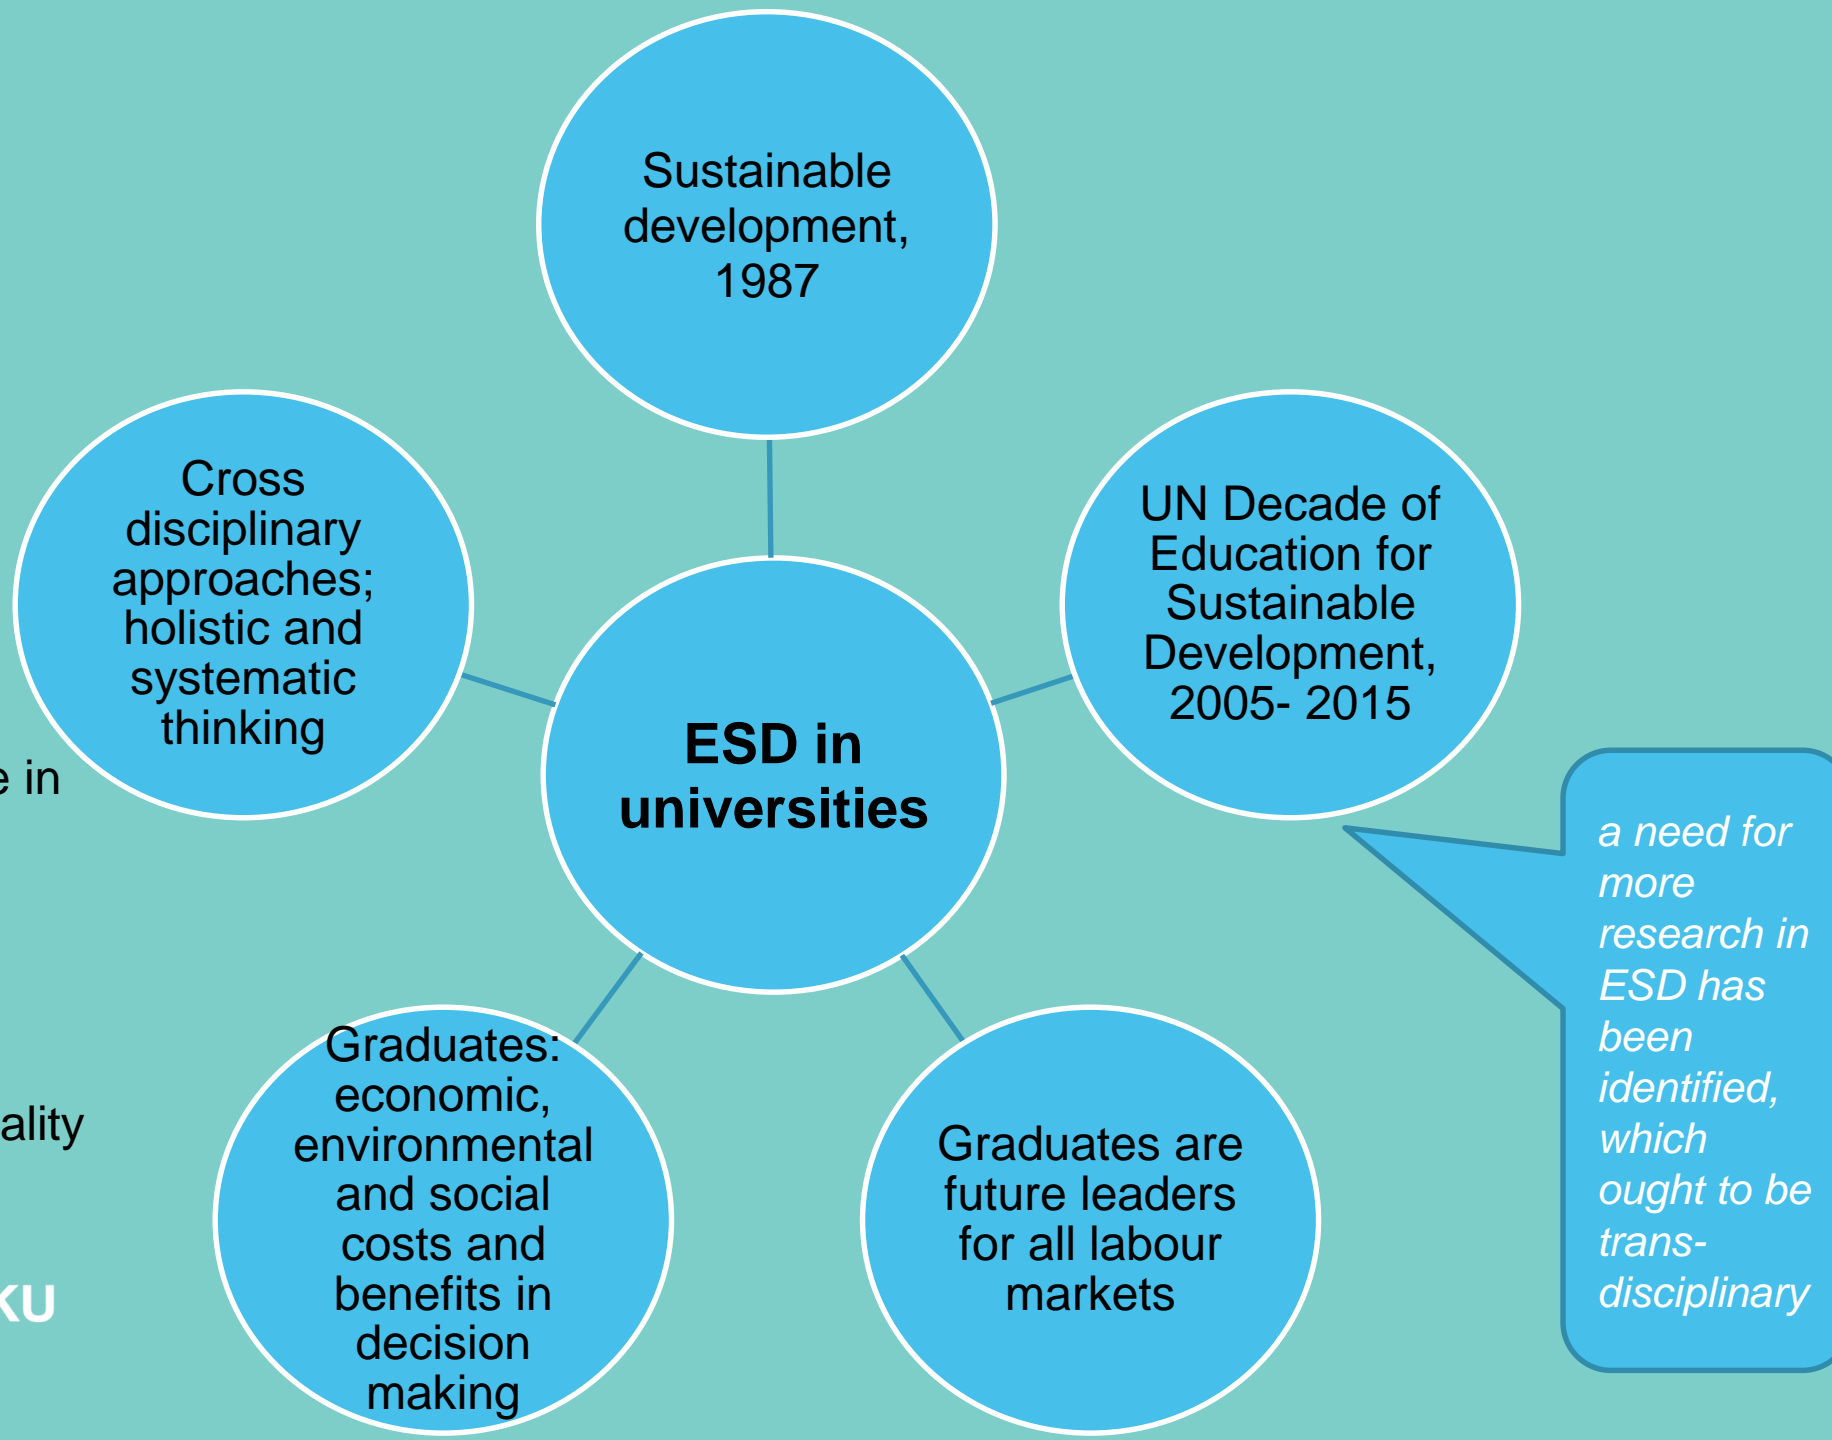 Sustainable
development,
1987
Cross
disciplinary
approaches;
holistic and
systematic
thinking
UN Decade of
Education for
Sustainable
Development,
2005- 2015
ESD in
universities
e in
a need for
more
research in
ESD has
been
identified,
which
ought to be
trans-
disciplinary
Graduates:
economic,
environmental
and social
costs and
benefits in
decision
making
Graduates are
future leaders
for all labour
markets
ality
KU